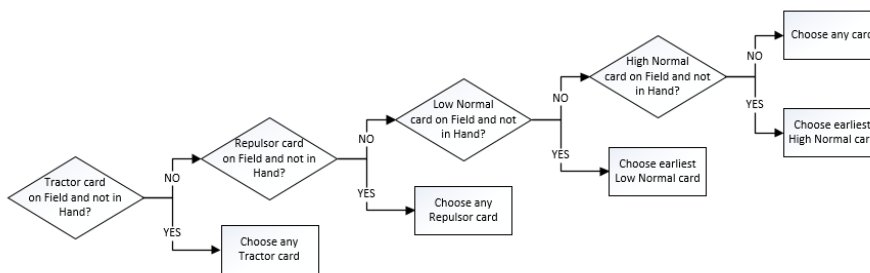 Tractor card
on Field and not in
Hand?
NO
YES
Choose any
Tractor card
Repulsor card
on Field and not in
Hand?
NO
YES
Choose any
Repulsor card
Low Normal
card on Field and not
in Hand?
NO
YES
Choose earliest
Low Normal card
High Normal
card on Field and not
in Hand?
NO
YES
Choose any card
Choose earliest
High Normal card